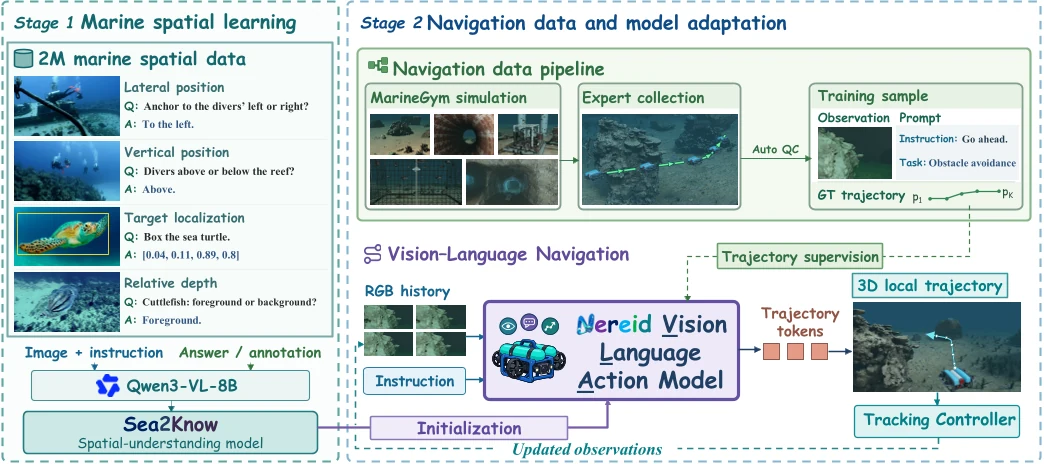 Stage 1 Marine spatial learning
2M marine spatial data
Lateral position
Q: Anchor to the divers' left or right?
A: To the left.
Vertical position
Q: Divers above or below the reef?
A: Above.
Target localization
Q: Box the sea turtle.
A: [0.04, 0.11, 0.89, 0.8]
Relative depth
Q: Cuttlefish: foreground or background?
A: Foreground.
Image + instruction
Answer / annotation
Qwen3-VL-8B
Sea2Know
Spatial-understanding model
Stage 2 Navigation data and model adaptation
Navigation data pipeline
MarineGym simulation
Expert collection
Auto QC
Training sample
Observation
Prompt
Instruction: Go ahead.
Task: Obstacle avoidance
GT trajectory
p1
pK
Vision–Language Navigation
Trajectory supervision
RGB history
Instruction
Nereid Vision
Language
Action Model
Trajectory
tokens
3D local trajectory
Tracking Controller
Initialization
Updated observations